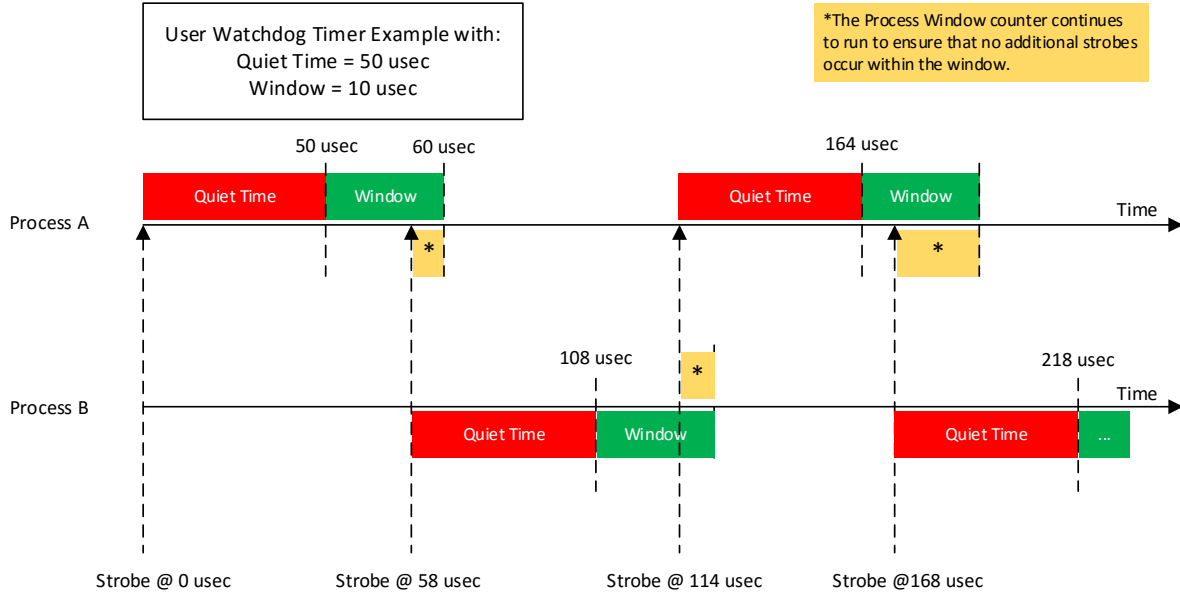 User Watchdog Timer Example with:
Quiet Time = 50 usec
Window = 10 usec
*The Process Window counter continues
to run to ensure that no additional strobes
occur within the window.
50 usec
60 usec
164 usec
Quiet Time
Window
Quiet Time
Window
Process A
Time
*
*
108 usec
*
218 usec
Process B
Time
Quiet Time
Window
Quiet Time
...
Strobe @ 0 usec
Strobe @ 58 usec
Strobe @ 114 usec
Strobe @168 usec